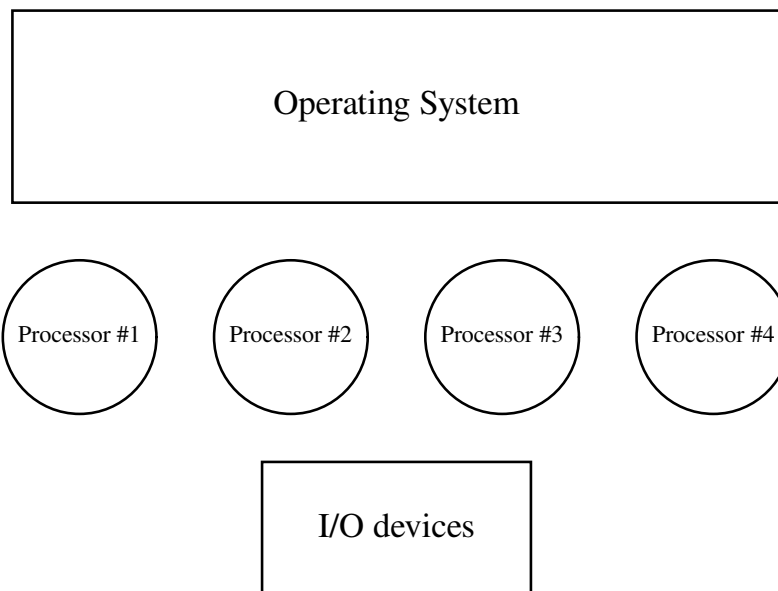 Operating System
Processor #1
Processor #2
Processor #3
Processor #4
I/O devices